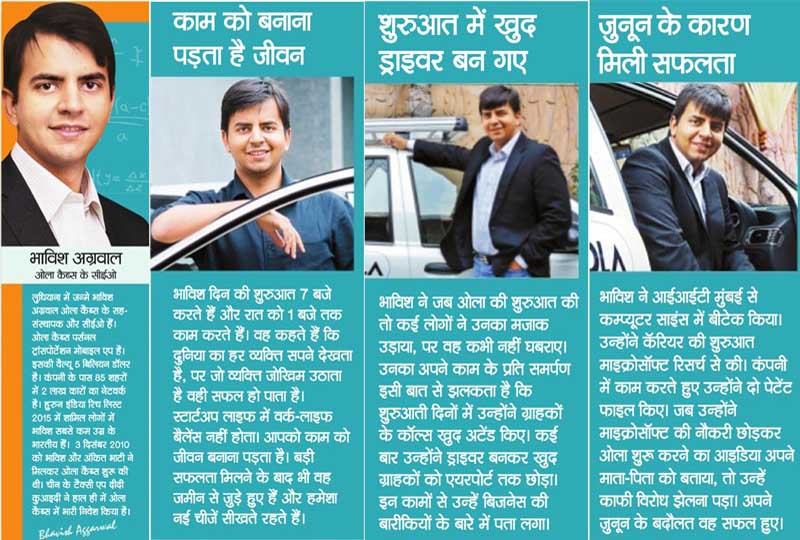 भाविश अग्रवाल
ओला कैब्स के सीईओ
लुधियाना में जन्मे भाविश
अग्रवाल ओला कैब्स के सह-
संस्थापक और सीईओ हैं।
ओला कैब्स पर्सनल
ट्रांसपोर्टेशन मोबाइल एप है।
इसकी वैल्यू 5 बिलियन डॉलर
है। कंपनी के पास 85 शहरों
में 2 लाख कारों का नेटवर्क
है। हुरुन इंडिया रिच लिस्ट
2015 में शामिल लोगों में
भाविश सबसे कम उम्र के
भारतीय हैं। 3 दिसंबर 2010
को भाविश और अंकित भाटी ने
मिलकर ओला कैब्स शुरू की
थी। चीन के टैक्सी एप दीदी
कुआइदी ने हाल ही में ओला
कैब्स में भारी निवेश किया है।
Bhavish Aggarwal
काम को बनाना
पड़ता है जीवन
भाविश दिन की शुरुआत 7 बजे
करते हैं और रात को 1 बजे तक
काम करते हैं। वह कहते हैं कि
दुनिया का हर व्यक्ति सपने देखता
है, पर जो व्यक्ति जोखिम उठाता
है वही सफल हो पाता है।
स्टार्टअप लाइफ में वर्क-लाइफ
बैलेंस नहीं होता। आपको काम को
जीवन बनाना पड़ता है। बड़ी
सफलता मिलने के बाद भी वह
जमीन से जुड़े हुए हैं और हमेशा
नई चीजें सीखते रहते हैं।
शुरुआत में खुद
ड्राइवर बन गए
भाविश ने जब ओला की शुरुआत की
तो कई लोगों ने उनका मजाक
उड़ाया, पर वह कभी नहीं घबराए।
उनका अपने काम के प्रति समर्पण
इसी बात से झलकता है कि
शुरुआती दिनों में उन्होंने ग्राहकों
के कॉल्स खुद अटेंड किए। कई
बार उन्होंने ड्राइवर बनकर खुद
ग्राहकों को एयरपोर्ट तक छोड़ा।
इन कामों से उन्हें बिजनेस की
बारीकियों के बारे में पता लगा।
जुनून के कारण
मिली सफलता
OLA
भाविश ने आईआईटी मुंबई से
कम्प्यूटर साइंस में बीटेक किया।
उन्होंने कॅरियर की शुरुआत
माइक्रोसॉफ्ट रिसर्च से की। कंपनी
में काम करते हुए उन्होंने दो पेटेंट
फाइल किए। जब उन्होंने
माइक्रोसॉफ्ट की नौकरी छोड़कर
ओला शुरू करने का आइडिया अपने
माता-पिता को बताया, तो उन्हें
काफी विरोध झेलना पड़ा। अपने
जुनून के बदौलत वह सफल हुए।